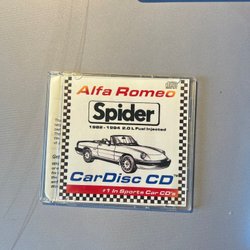 Alfa Romeo
Spider
1982 - 1994 2.0 L Fuel Injected
CarDisc CD
#1 in Sports Car CD's